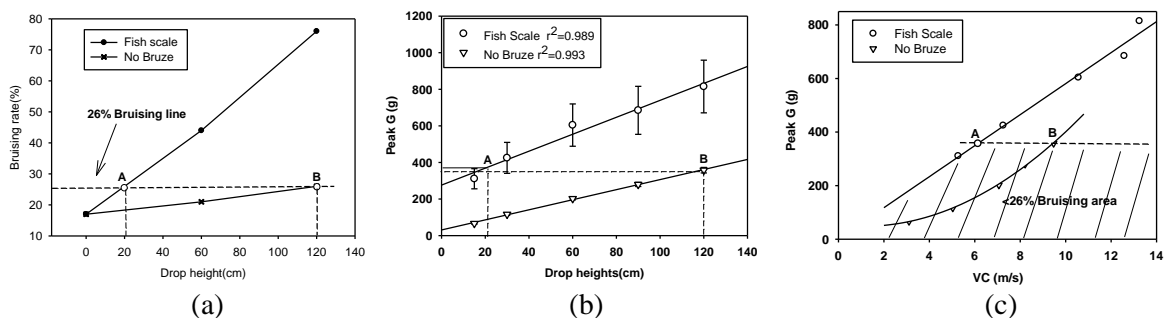 80
70
60
50
40
30
20
10
Bruising rate(%)
Fish scale
No Bruze
26% Bruising line
A
B
0 20 40 60 80 100 120 140
Drop height(cm)
(a)
1200
1000
800
600
400
200
0
Peak G (g)
Fish Scale r2=0.989
No Bruze r2=0.993
A
B
0 20 40 60 80 100 120 140
Drop heights(cm)
(b)
800
600
400
200
0
Peak G (g)
Fish Scale
No Bruze
A
B
<26% Bruising area
0 2 4 6 8 10 12 14
VC (m/s)
(c)